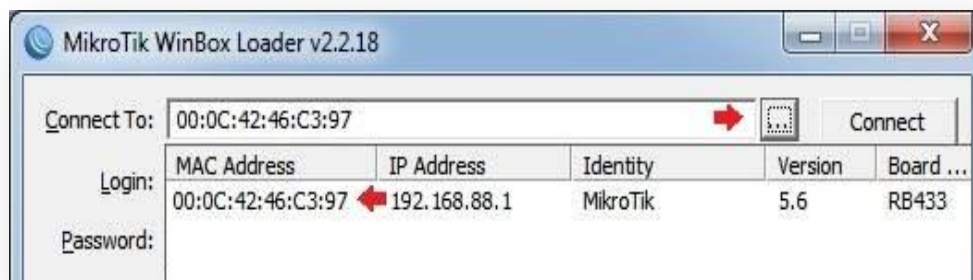 MikroTik WinBox Loader v2.2.18
Connect To: 00:0C:42:46:C3:97 ... Connect
MAC Address IP Address Identity Version Board ...
Login:
00:0C:42:46:C3:97 192.168.88.1 MikroTik 5.6 RB433
Password: